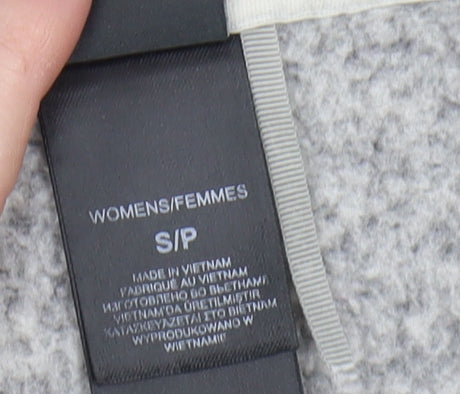 WOMENS/FEMMES
S/P
MADE IN VIETNAM
FABRIQUÉ AU VIETNAM
ИЗГОТОВЛЕНО ВО ВЬЕТНАМЕ
VIETNAM'DA ÜRETILMIŞTIR
ΚΑΤΑΣΚΕΥΑΖΕΤΑΙ ΣΤΟ ΒΙΕΤΝΑΜ
WYPRODUKOWANO W
WIETNAMIE